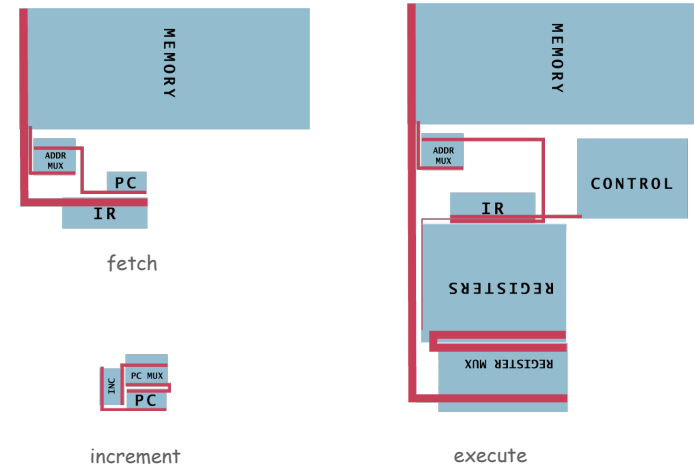 MEMORY
ADDR
MUX
PC
IR
fetch
MEMORY
ADDR
MUX
CONTROL
IR
REGISTERS
REGISTER MUX
execute
INC
PC MUX
PC
increment